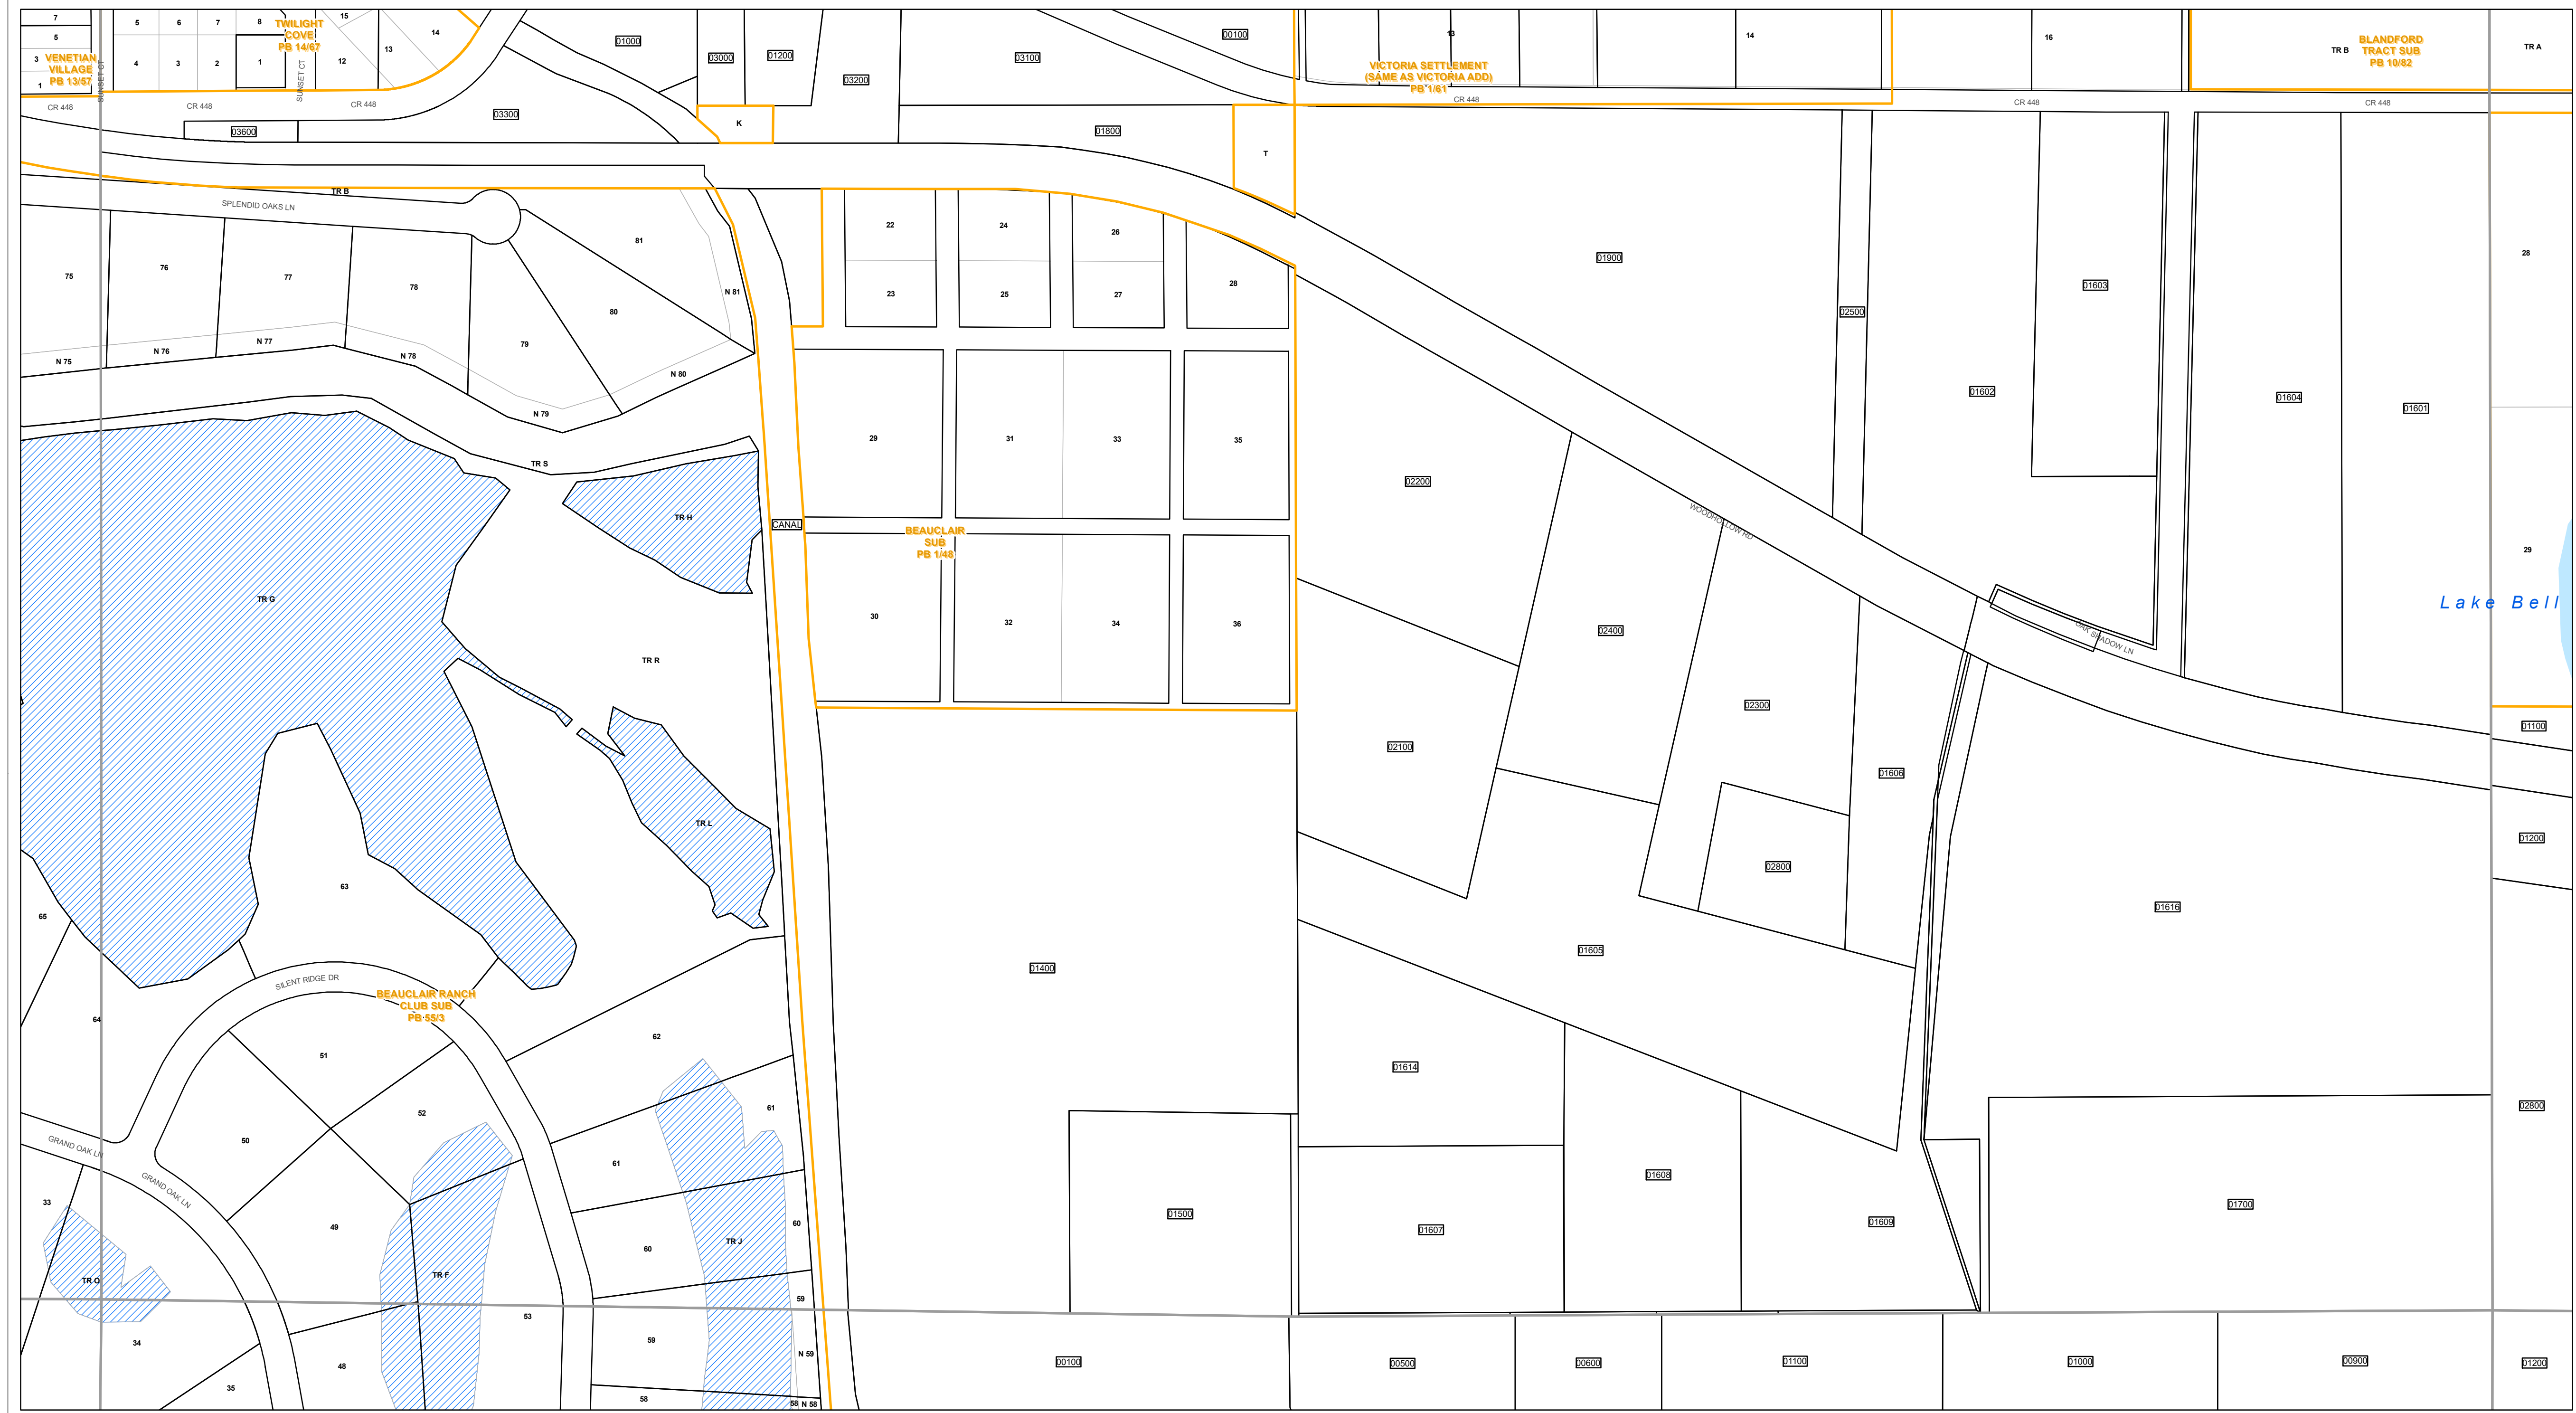 7
5
3
1
VENETIAN
VILLAGE
PB 13/57
SUNSET CT
5
6
7
8
4
3
2
1
TWILIGHT
COVE
PB 14/67
SUNSET CT
15
14
13
12
CR 448
CR 448
CR 448
03600
03300
01000
03000
01200
03200
03100
00100
K
01800
T
VICTORIA SETTLEMENT
(SAME AS VICTORIA ADD)
PB 1/61
13
14
16
TR B
BLANDFORD
TRACT SUB
PB 10/82
TR A
CR 448
CR 448
CR 448
TR B
SPLENDID OAKS LN
75
76
77
78
79
80
81
N 81
N 75
N 76
N 77
N 78
N 79
N 80
22
23
24
25
26
27
28
01900
02500
01603
01602
01604
01601
28
29
TR S
TR H
TR G
TR R
TR L
CANAL
29
31
33
35
BEAUCLAIR
SUB
PB 1/48
30
32
34
36
02200
WOODHOLLOW RD
02400
02300
02100
02800
01606
OAK SHADOW LN
Lake Bell
01100
01200
01616
63
65
64
SILENT RIDGE DR
BEAUCLAIR RANCH
CLUB SUB
PB 55/3
01400
01605
62
51
52
50
61
61
01614
GRAND OAK LN
GRAND OAK LN
33
49
60
60
TR J
TR O
TR F
01500
01607
01608
01609
01700
02800
59
53
34
48
35
59
N 59
58
58
N 58
00100
00500
00600
01100
01000
00900
01200